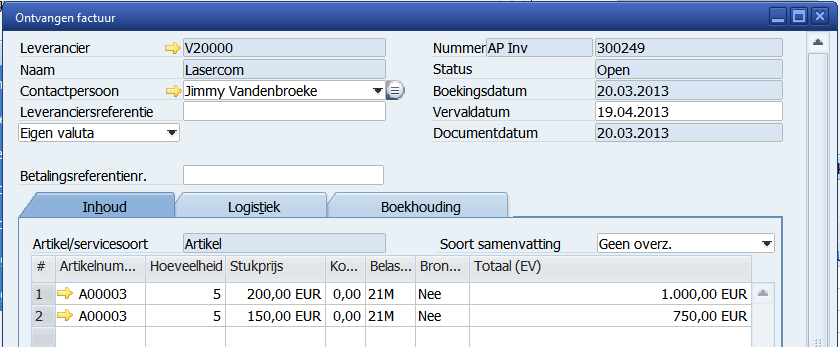 Ontvangen factuur
Leverancier V20000 Nummer AP Inv 300249
Naam Lasercom Status Open
Contactpersoon Jimmy Vandenbroeke Boekingsdatum 20.03.2013
Leveranciersreferentie Vervaldatum 19.04.2013
Eigen valuta Documentdatum 20.03.2013
Betalingsreferentienr.
Inhoud Logistiek Boekhouding
Artikel/servicesoort Artikel Soort samenvatting Geen overz.
# Artikelnum... Hoeveelheid Stukprijs Ko... Belas... Bron... Totaal (EV)
1 A00003 5 200,00 EUR 0,00 21M Nee 1.000,00 EUR
2 A00003 5 150,00 EUR 0,00 21M Nee 750,00 EUR